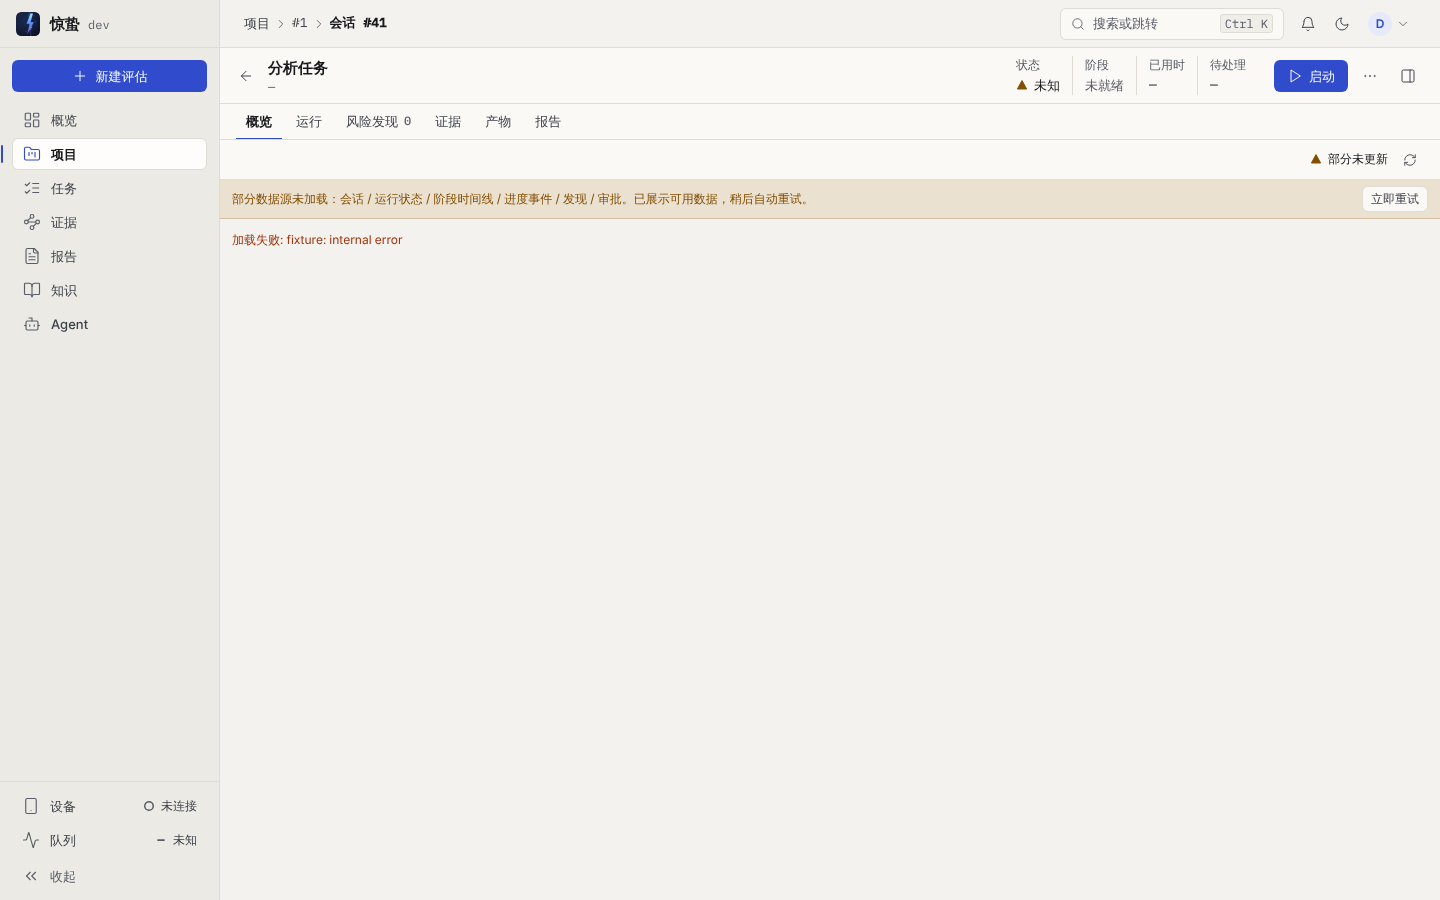 惊蛰 dev
项目 #1 会话 #41
搜索或跳转 Ctrl K
D
新建评估
概览
项目
任务
证据
报告
知识
Agent
分析任务
–
状态
未知
阶段
未就绪
已用时
–
待处理
–
启动
概览 运行 风险发现 0 证据 产物 报告
部分未更新
部分数据源未加载：会话 / 运行状态 / 阶段时间线 / 进度事件 / 发现 / 审批。已展示可用数据，稍后自动重试。
立即重试
加载失败: fixture: internal error
设备 未连接
队列 – 未知
收起